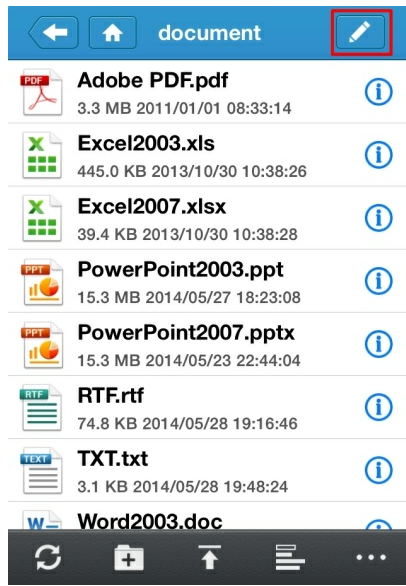 document
PDF
Adobe PDF.pdf
3.3 MB 2011/01/01 08:33:14
X
Excel2003.xls
445.0 KB 2013/10/30 10:38:26
X
Excel2007.xlsx
39.4 KB 2013/10/30 10:38:28
PPT
PowerPoint2003.ppt
15.3 MB 2014/05/27 18:23:08
PPT
PowerPoint2007.pptx
15.3 MB 2014/05/23 22:44:04
RTF
RTF.rtf
74.8 KB 2014/05/28 19:16:46
TEXT
TXT.txt
3.1 KB 2014/05/28 19:48:24
W
Word2003.doc